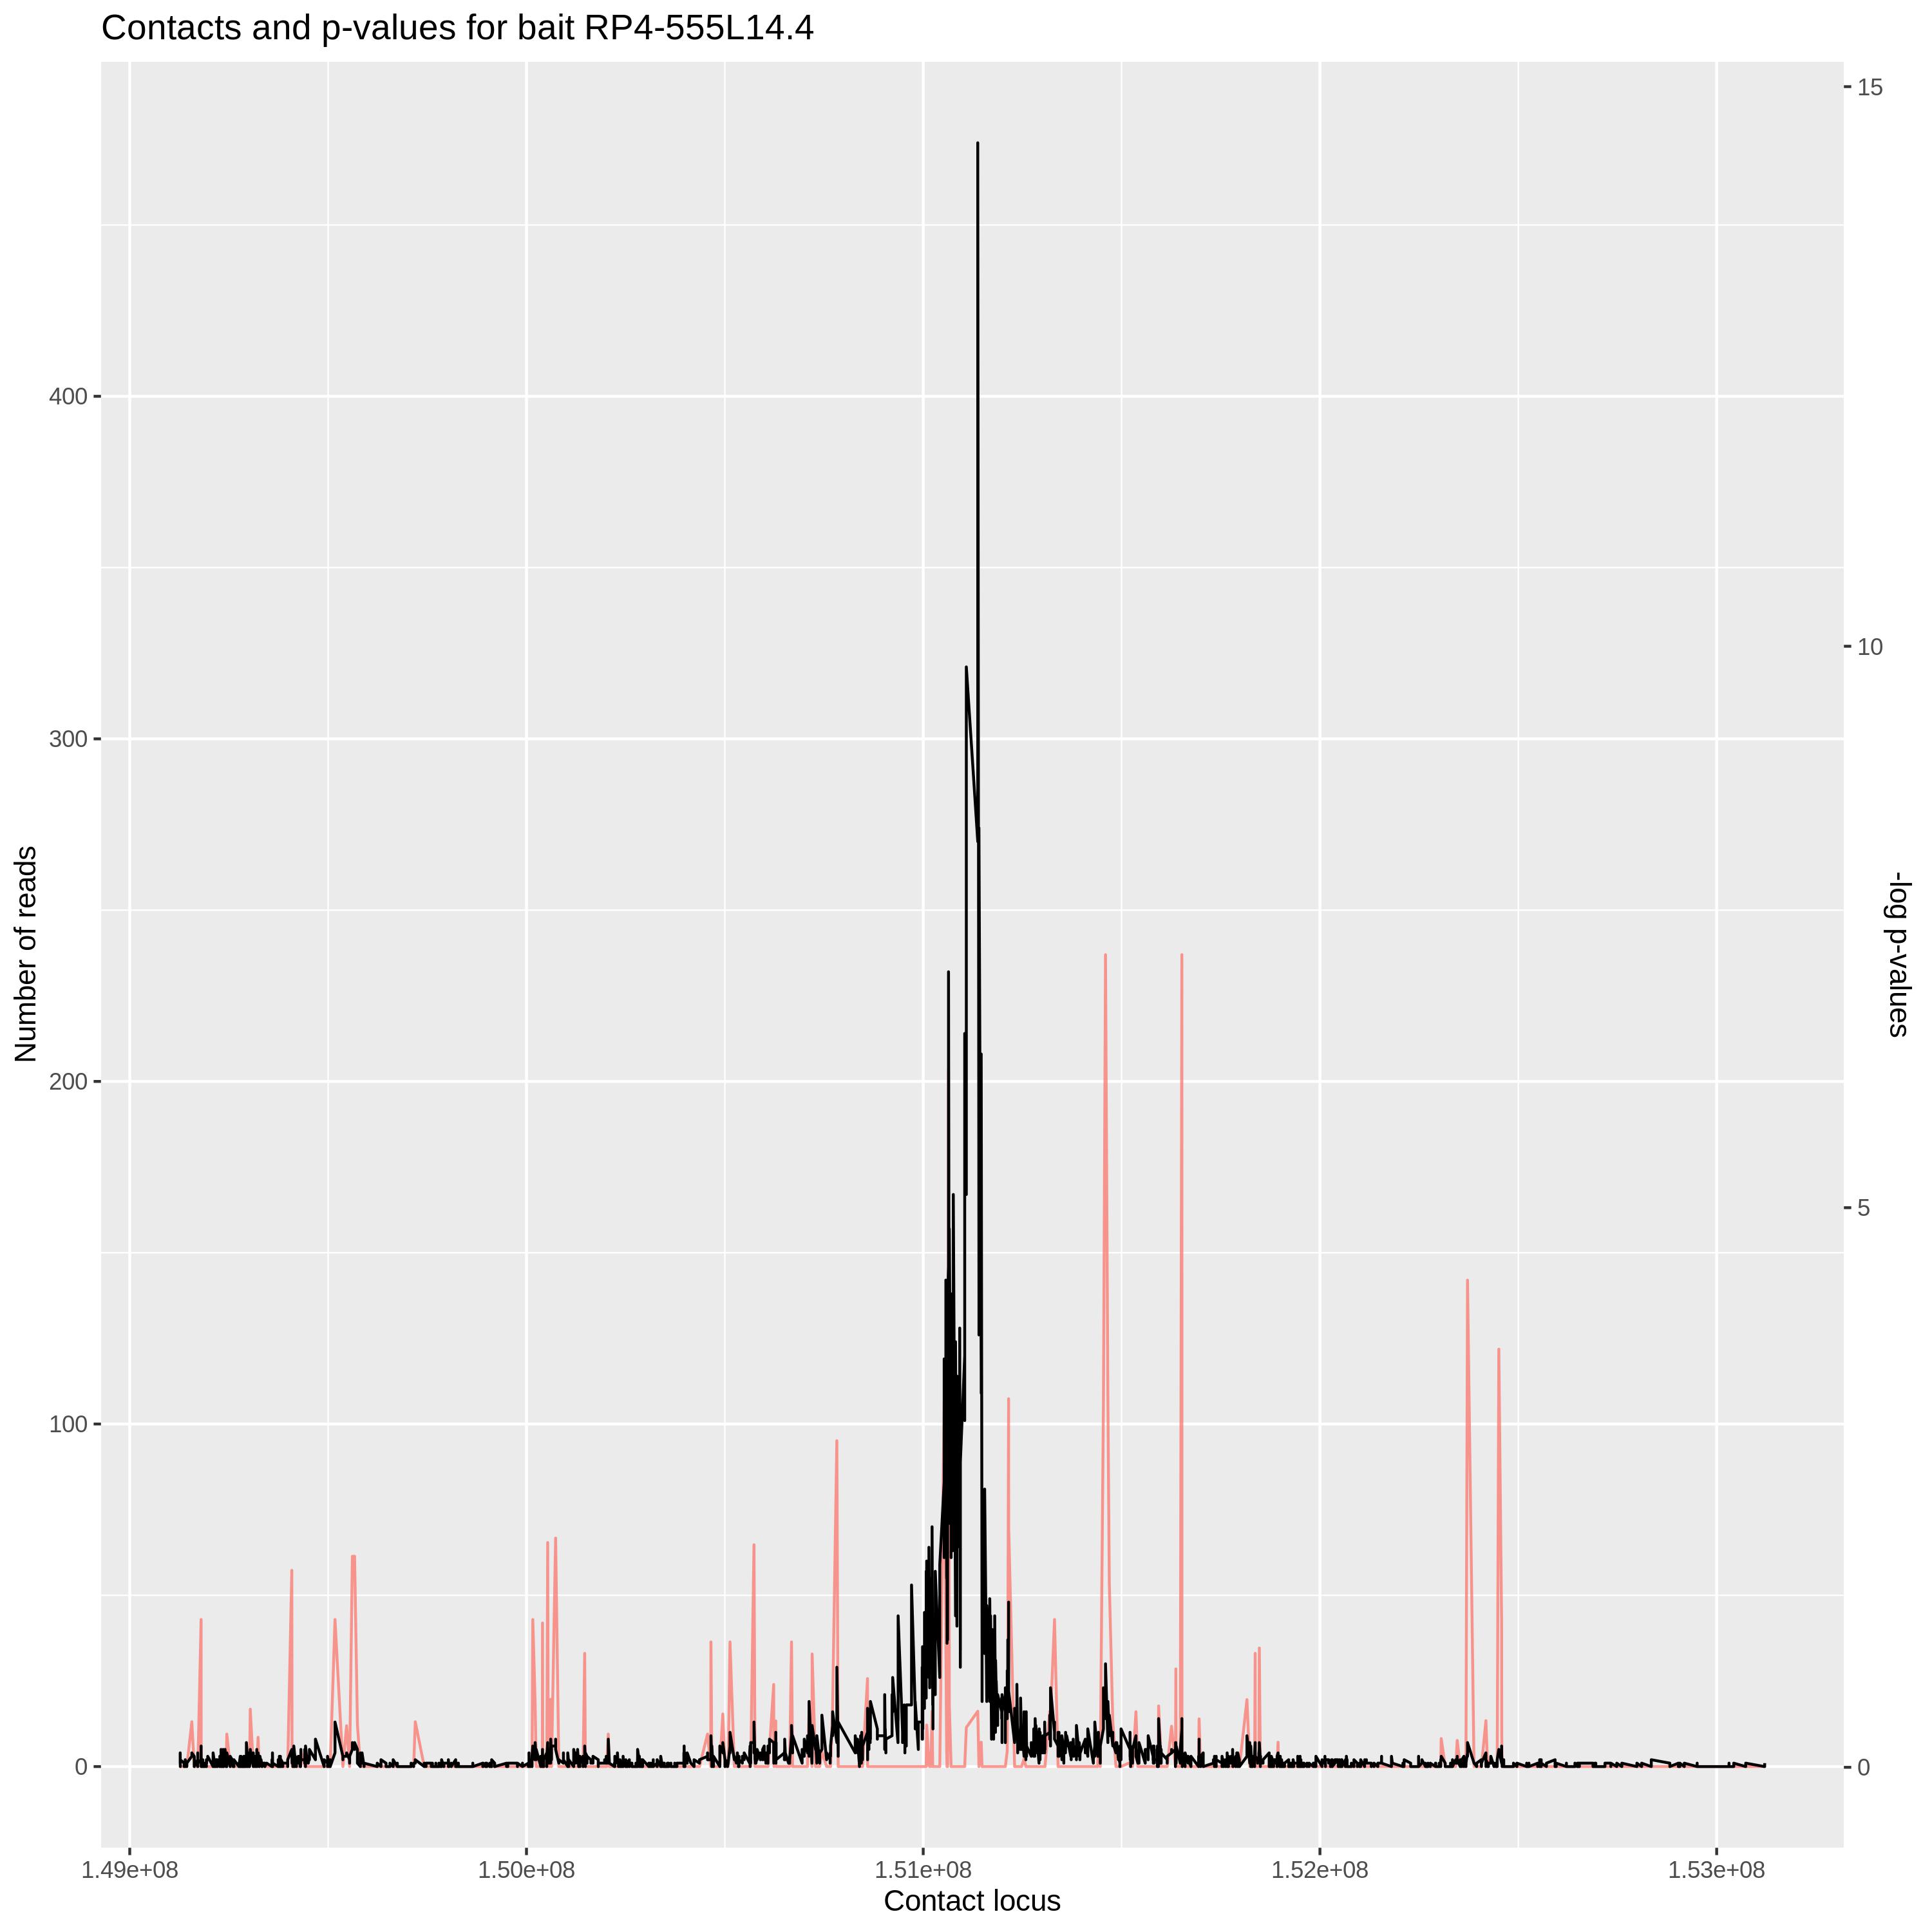 Contacts and p-values for bait RP4-555L14.4
Number of reads
400
300
200
100
0
15
10
5
0
-log p-values
1.49e+08
1.50e+08
1.51e+08
1.52e+08
1.53e+08
Contact locus